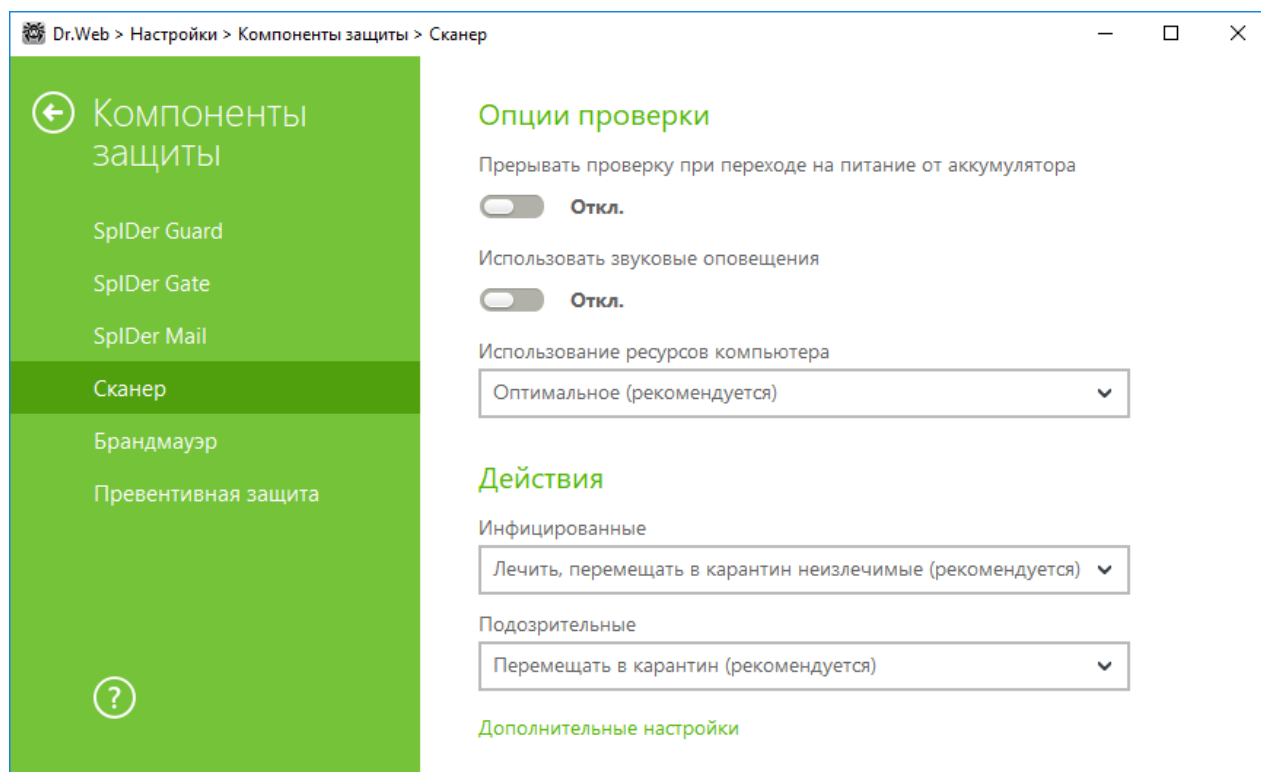 Dr.Web > Настройки > Компоненты защиты > Сканер
Компоненты
защиты
SpIDer Guard
SpIDer Gate
SpIDer Mail
Сканер
Брандмауэр
Превентивная защита
?
Опции проверки
Прерывать проверку при переходе на питание от аккумулятора
Откл.
Использовать звуковые оповещения
Откл.
Использование ресурсов компьютера
Оптимальное (рекомендуется)
Действия
Инфицированные
Лечить, перемещать в карантин неизлечимые (рекомендуется)
Подозрительные
Перемещать в карантин (рекомендуется)
Дополнительные настройки